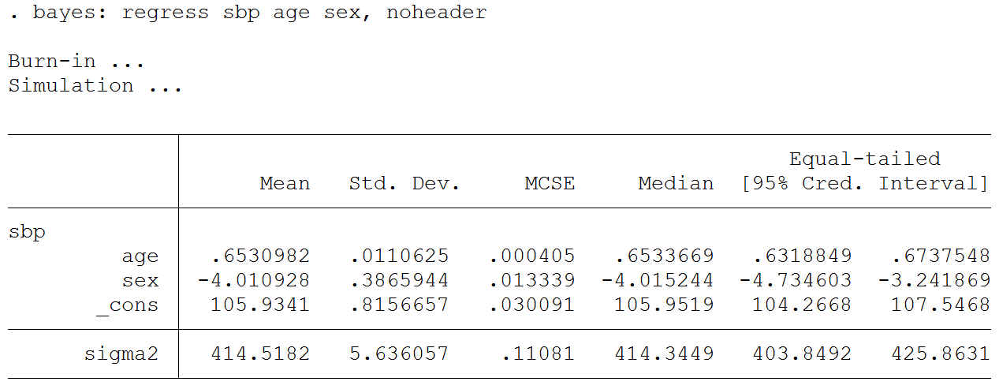 . bayes: regress sbp age sex, noheader
Burn-in ...
Simulation ...
Equal-tailed
Mean Std. Dev. MCSE Median [95% Cred. Interval]
sbp
age .6530982 .0110625 .000405 .6533669 .6318849 .6737548
sex -4.010928 .3865944 .013339 -4.015244 -4.734603 -3.241869
_cons 105.9341 .8156657 .030091 105.9519 104.2668 107.5468
sigma2 414.5182 5.636057 .11081 414.3449 403.8492 425.8631